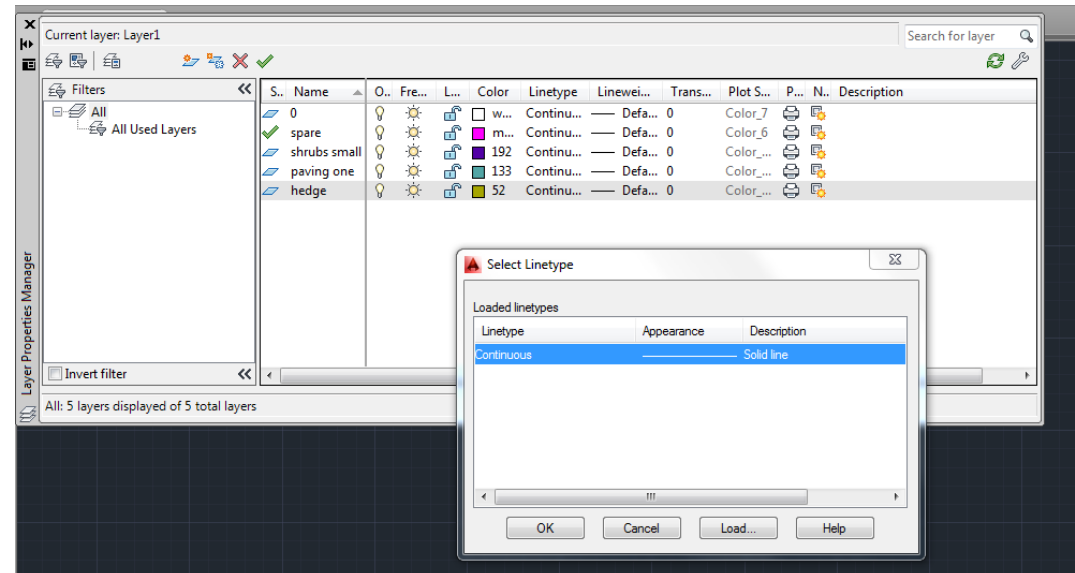 Current layer: Layer1
Search for layer
Filters
All
All Used Layers
Invert filter
S.. Name O.. Fre... L... Color Linetype Linewei... Trans... Plot S... P... N.. Description
0 w... Continu... Defa... 0 Color_7
spare m... Continu... Defa... 0 Color_6
shrubs small 192 Continu... Defa... 0 Color_...
paving one 133 Continu... Defa... 0 Color_...
hedge 52 Continu... Defa... 0 Color_...
All: 5 layers displayed of 5 total layers
Layer Properties Manager
Select Linetype
Loaded linetypes
Linetype Appearance Description
Continuous Solid line
OK Cancel Load... Help